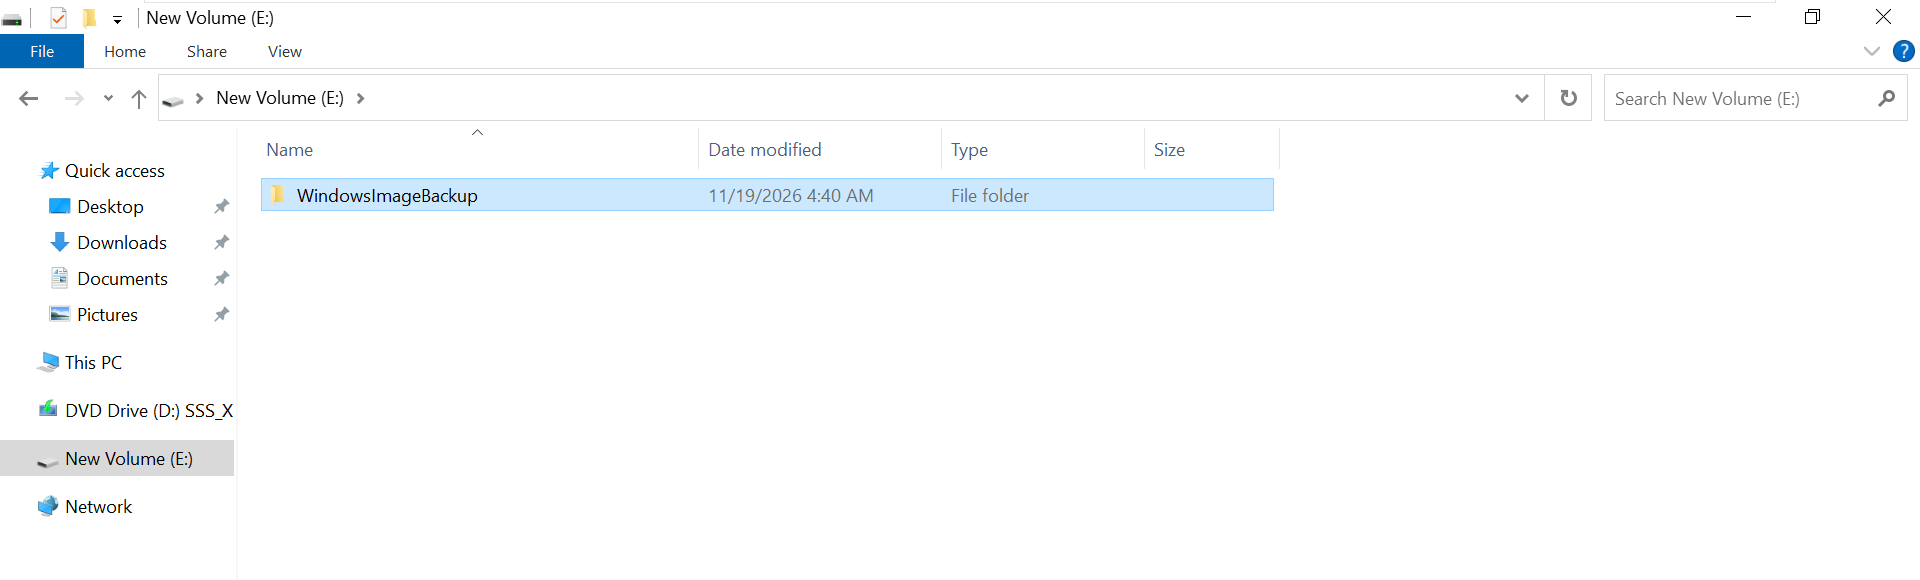 New Volume (E:)
File Home Share View
New Volume (E:)
Search New Volume (E:)
Name Date modified Type Size
Quick access
WindowsImageBackup 11/19/2026 4:40 AM File folder
Desktop
Downloads
Documents
Pictures
This PC
DVD Drive (D:) SSS_X
New Volume (E:)
Network